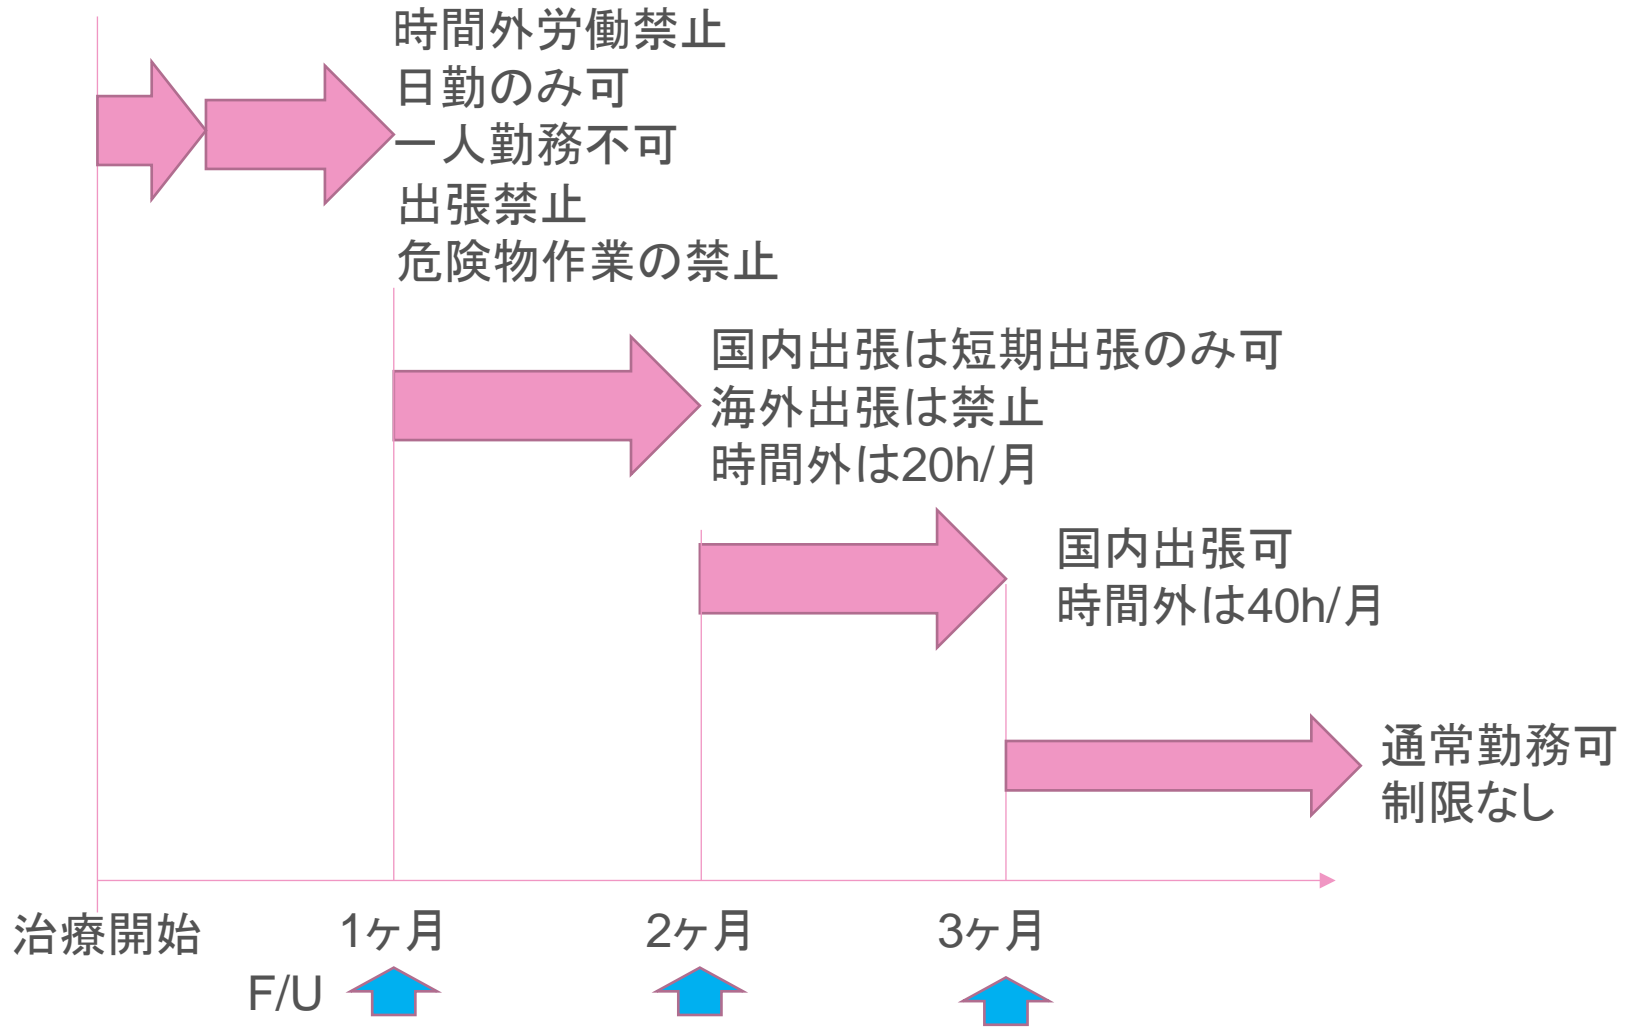 時間外労働禁止
日勤のみ可
一人勤務不可
出張禁止
危険物作業の禁止
国内出張は短期出張のみ可
海外出張は禁止
時間外は20h/月
国内出張可
時間外は40h/月
通常勤務可
制限なし
治療開始
1ヶ月
2ヶ月
3ヶ月
F/U